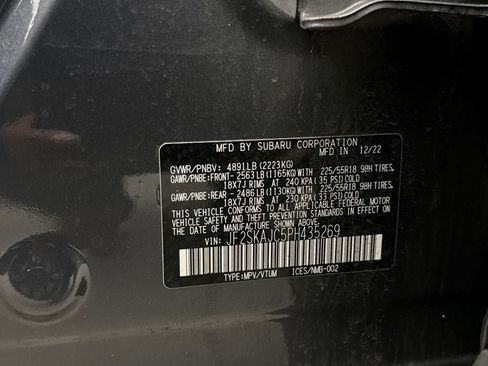 MFD BY SUBARU CORPORATION IN 12/22
GVWR/PNBV: 4891LB (2223KG)
GAWR/PNBE:FRONT- 2563LB (1165KG) WITH 225/55R18 98H TIRES,
18X7J RIMS AT 240 KPA( 35 PSI)COLD
GAWR/PNBE:REAR - 2486LB (1130KG) WITH 225/55R18 98H TIRES,
18X7J RIMS AT 230 KPA( 33 PSI)COLD
THIS VEHICLE CONFORMS TO ALL APPLICABLE FEDERAL MOTOR
VEHICLE SAFETY AND THEFT PREVENTION STANDARDS IN EFFECT ON
THE DATE OF MANUFACTURE SHOWN ABOVE.
VIN: JF2SKAJC5PH435269
TYPE:MPV/VTUM ICES/NMB-002